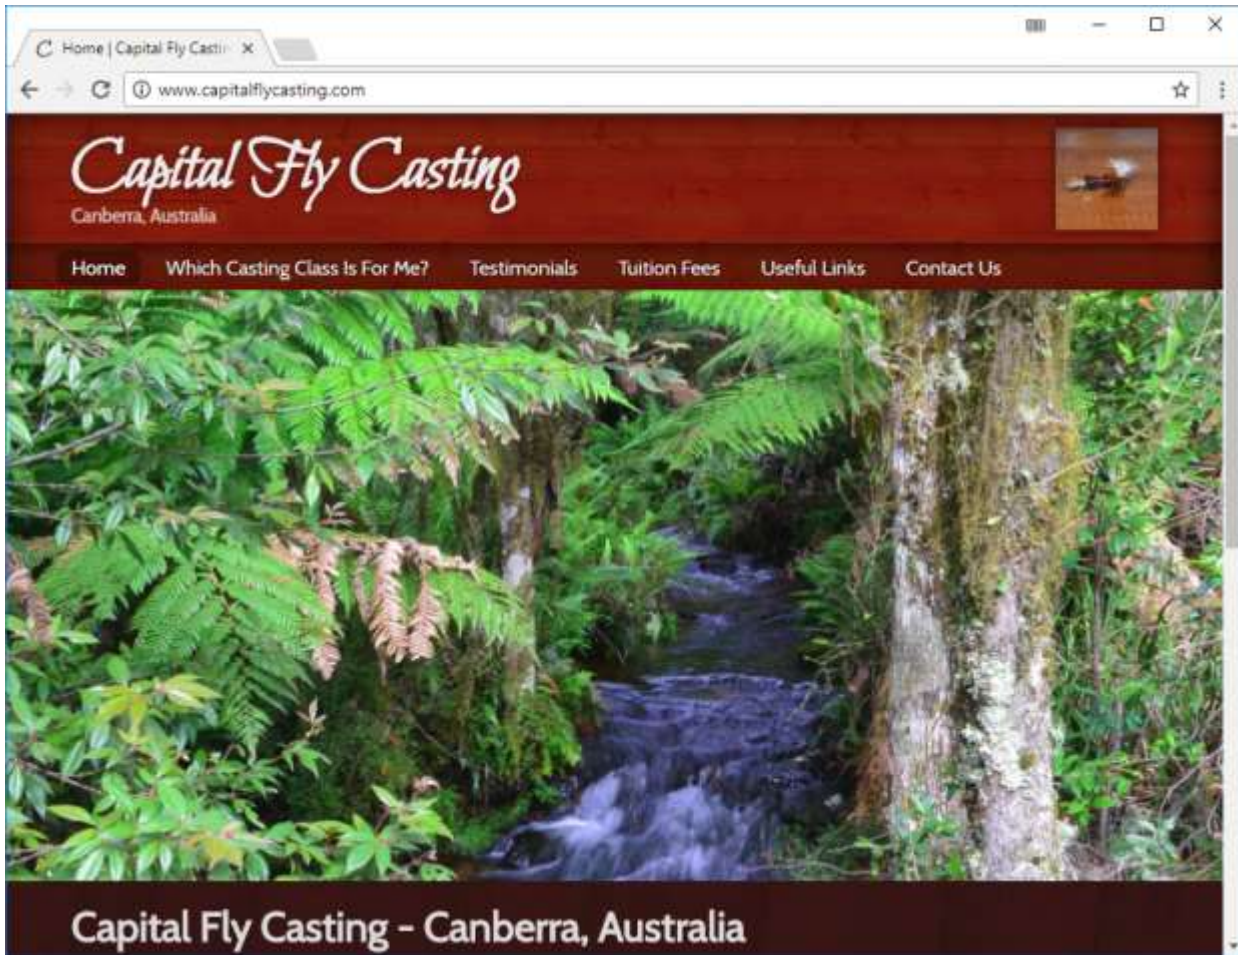 Home | Capital Fly Castin
www.capitalflycasting.com
Capital Fly Casting
Canberra, Australia
Home Which Casting Class Is For Me? Testimonials Tuition Fees Useful Links Contact Us
Capital Fly Casting - Canberra, Australia